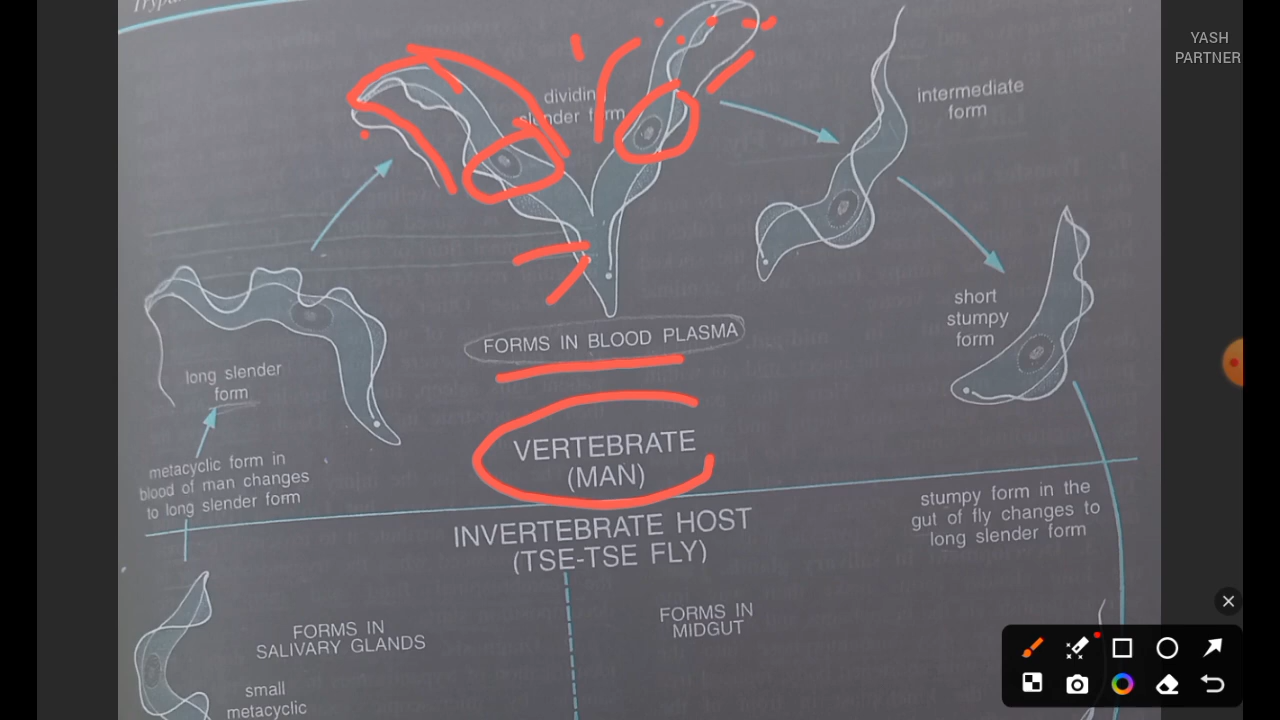 YASH
PARTNER
dividing
slender form
intermediate
form
short
stumpy
form
FORMS IN BLOOD PLASMA
long slender
form
VERTEBRATE
(MAN)
metacyclic form in
blood of man changes
to long slender form
stumpy form in the
gut of fly changes to
long slender form
INVERTEBRATE HOST
(TSE-TSE FLY)
FORMS IN
SALIVARY GLANDS
FORMS IN
MIDGUT
small
metacyclic